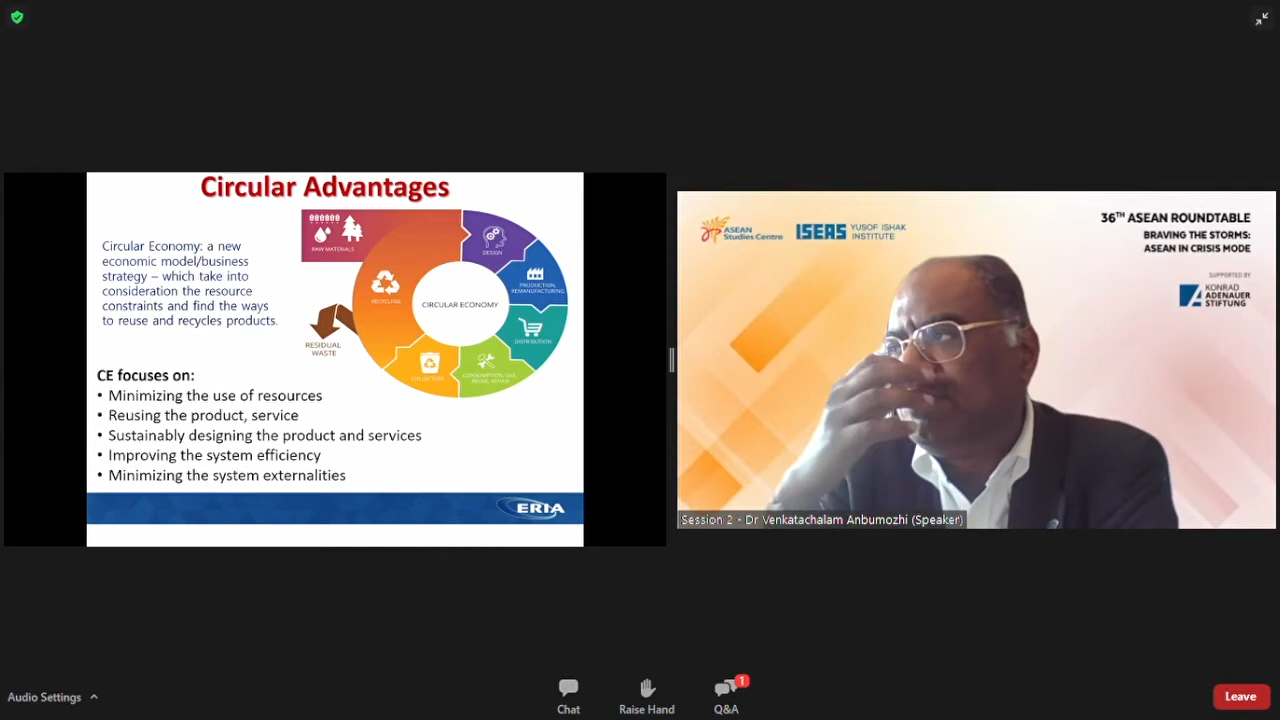 Circular Advantages
Circular Economy: a new
economic model/business
strategy – which take into
consideration the resource
constraints and find the ways
to reuse and recycles products.
RAW MATERIALS
DESIGN
PRODUCTION,
REMANUFACTURING
DISTRIBUTION
CONSUMPTION, USE,
REUSE, REPAIR
COLLECTION
RECYCLING
CIRCULAR ECONOMY
RESIDUAL
WASTE
CE focuses on:
• Minimizing the use of resources
• Reusing the product, service
• Sustainably designing the product and services
• Improving the system efficiency
• Minimizing the system externalities
ERIA
ASEAN
Studies Centre
ISEAS YUSOF ISHAK
INSTITUTE
36TH ASEAN ROUNDTABLE
BRAVING THE STORMS:
ASEAN IN CRISIS MODE
SUPPORTED BY
KONRAD
ADENAUER
STIFTUNG
Session 2 - Dr Venkatachalam Anbumozhi (Speaker)
Audio Settings
Chat
Raise Hand
1
Q&A
Leave